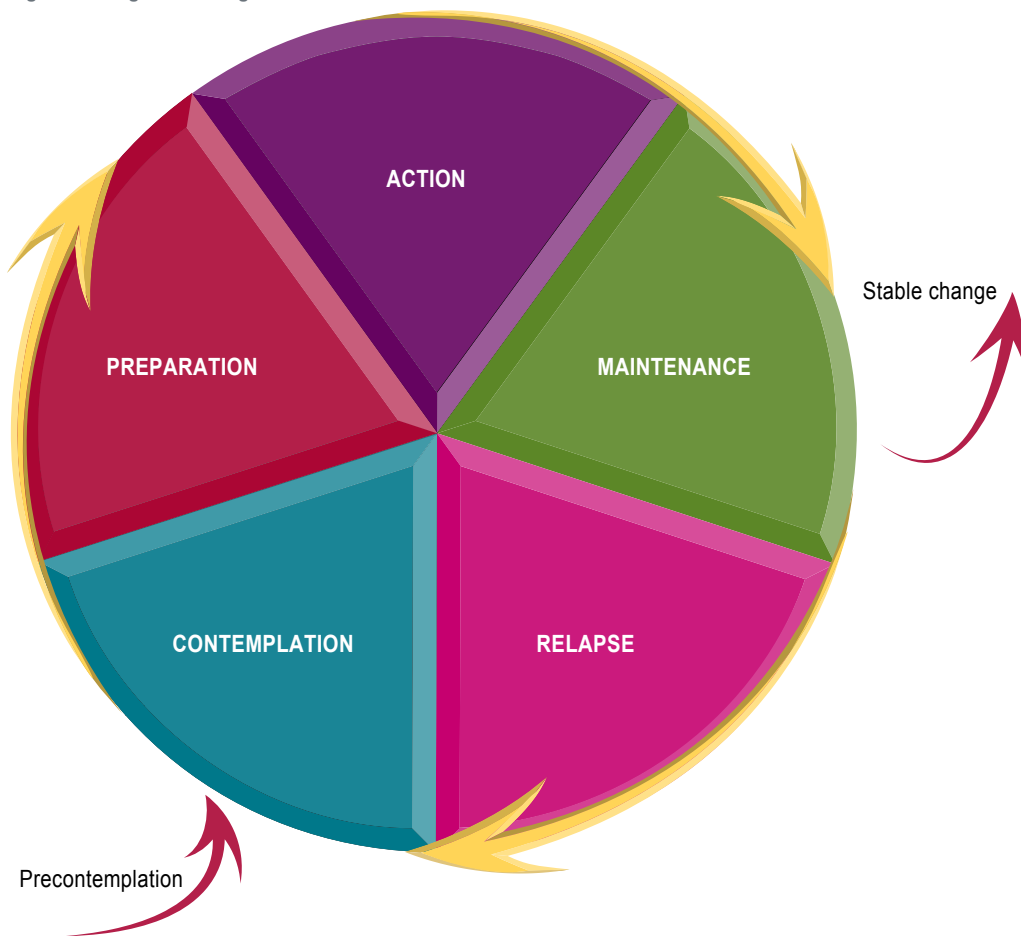 ACTION
Stable change
PREPARATION
MAINTENANCE
CONTEMPLATION
RELAPSE
Precontemplation